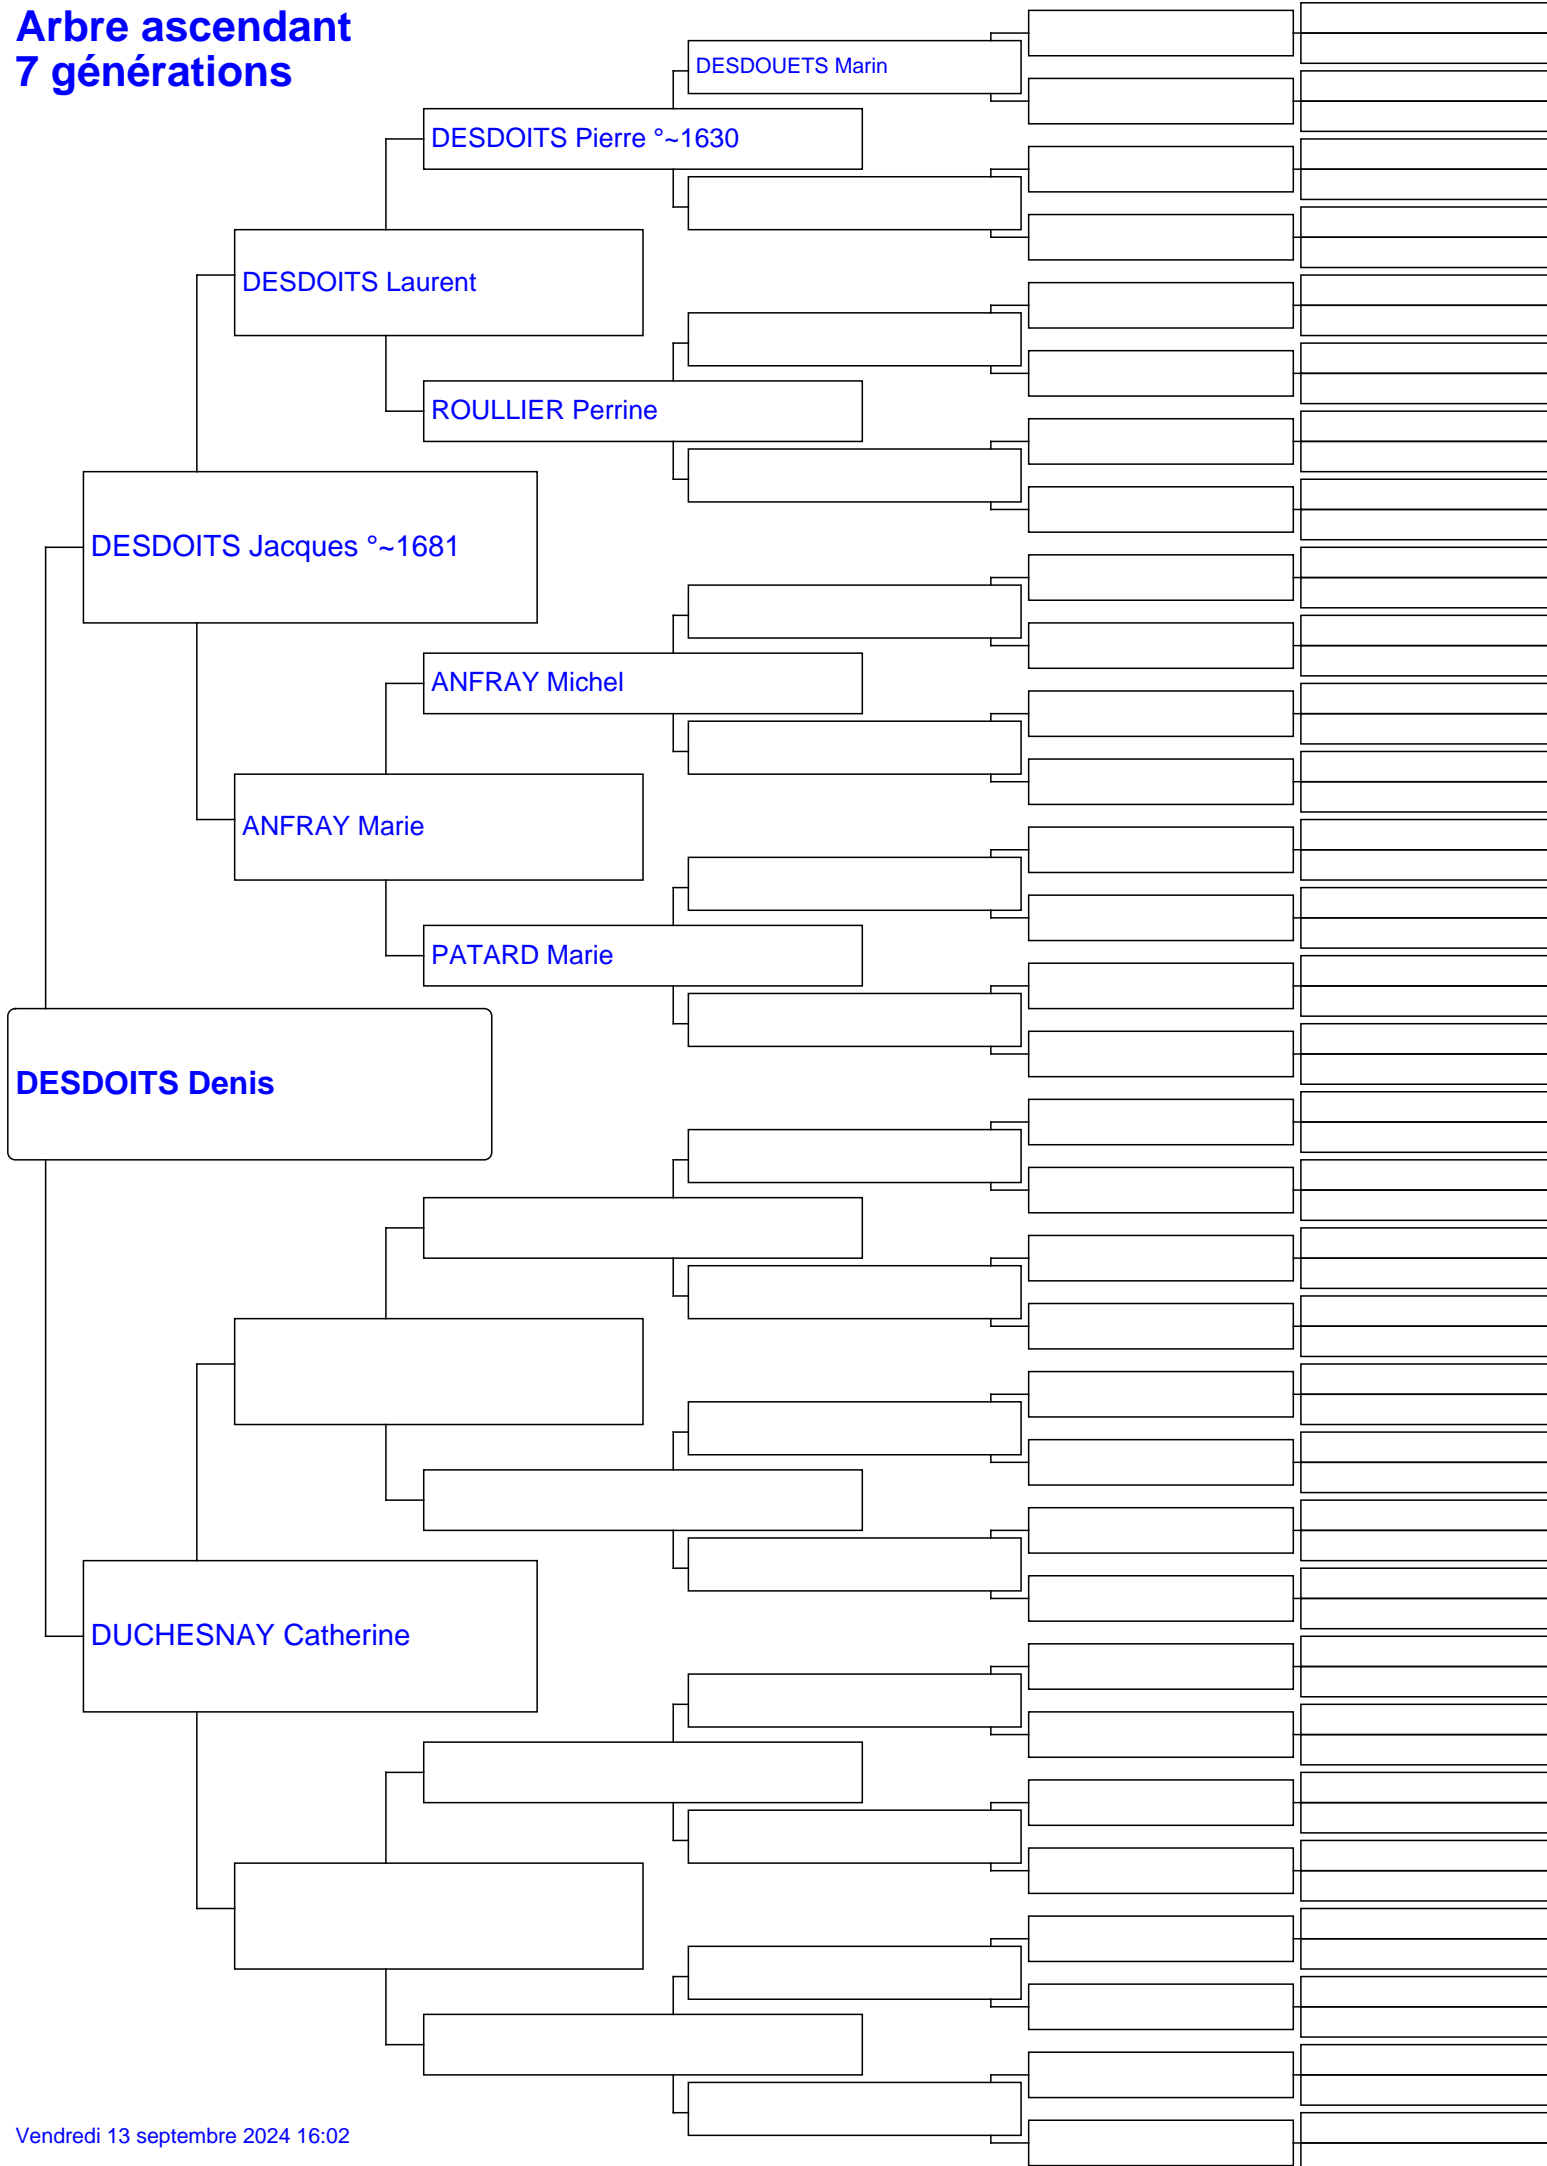 Arbre ascendant
7 générations
DESDOUETS Marin
DESDOITS Pierre °~1630
DESDOITS Laurent
ROULLIER Perrine
DESDOITS Jacques °~1681
ANFRAY Michel
ANFRAY Marie
PATARD Marie
DESDOITS Denis
DUCHESNAY Catherine
Vendredi 13 septembre 2024 16:02